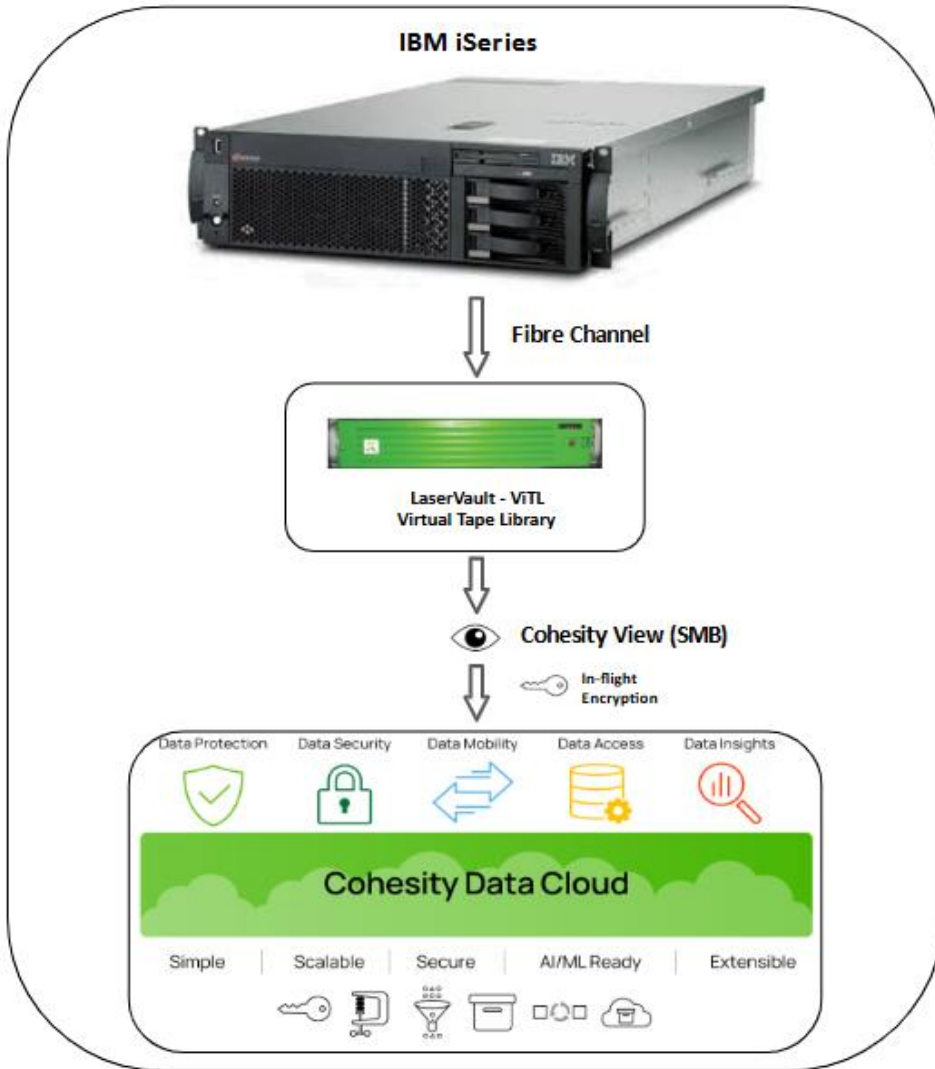 IBM iSeries
IBM
Fibre Channel
LaserVault - ViTL
Virtual Tape Library
Cohesity View (SMB)
In-flight
Encryption
Data Protection Data Security Data Mobility Data Access Data Insights
Cohesity Data Cloud
Simple Scalable Secure AI/ML Ready Extensible